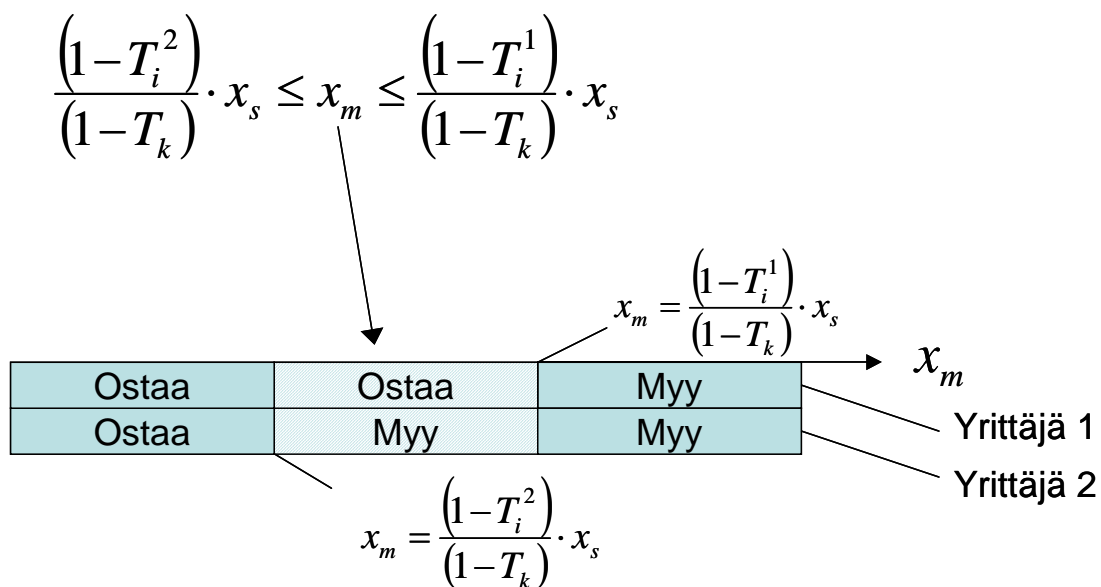 (1−T_i^2)/(1−T_k) · x_s ≤ x_m ≤ (1−T_i^1)/(1−T_k) · x_s
x_m = (1−T_i^1)/(1−T_k) · x_s
x_m
Ostaa Ostaa Myy
Yrittäjä 1
Ostaa Myy Myy
Yrittäjä 2
x_m = (1−T_i^2)/(1−T_k) · x_s